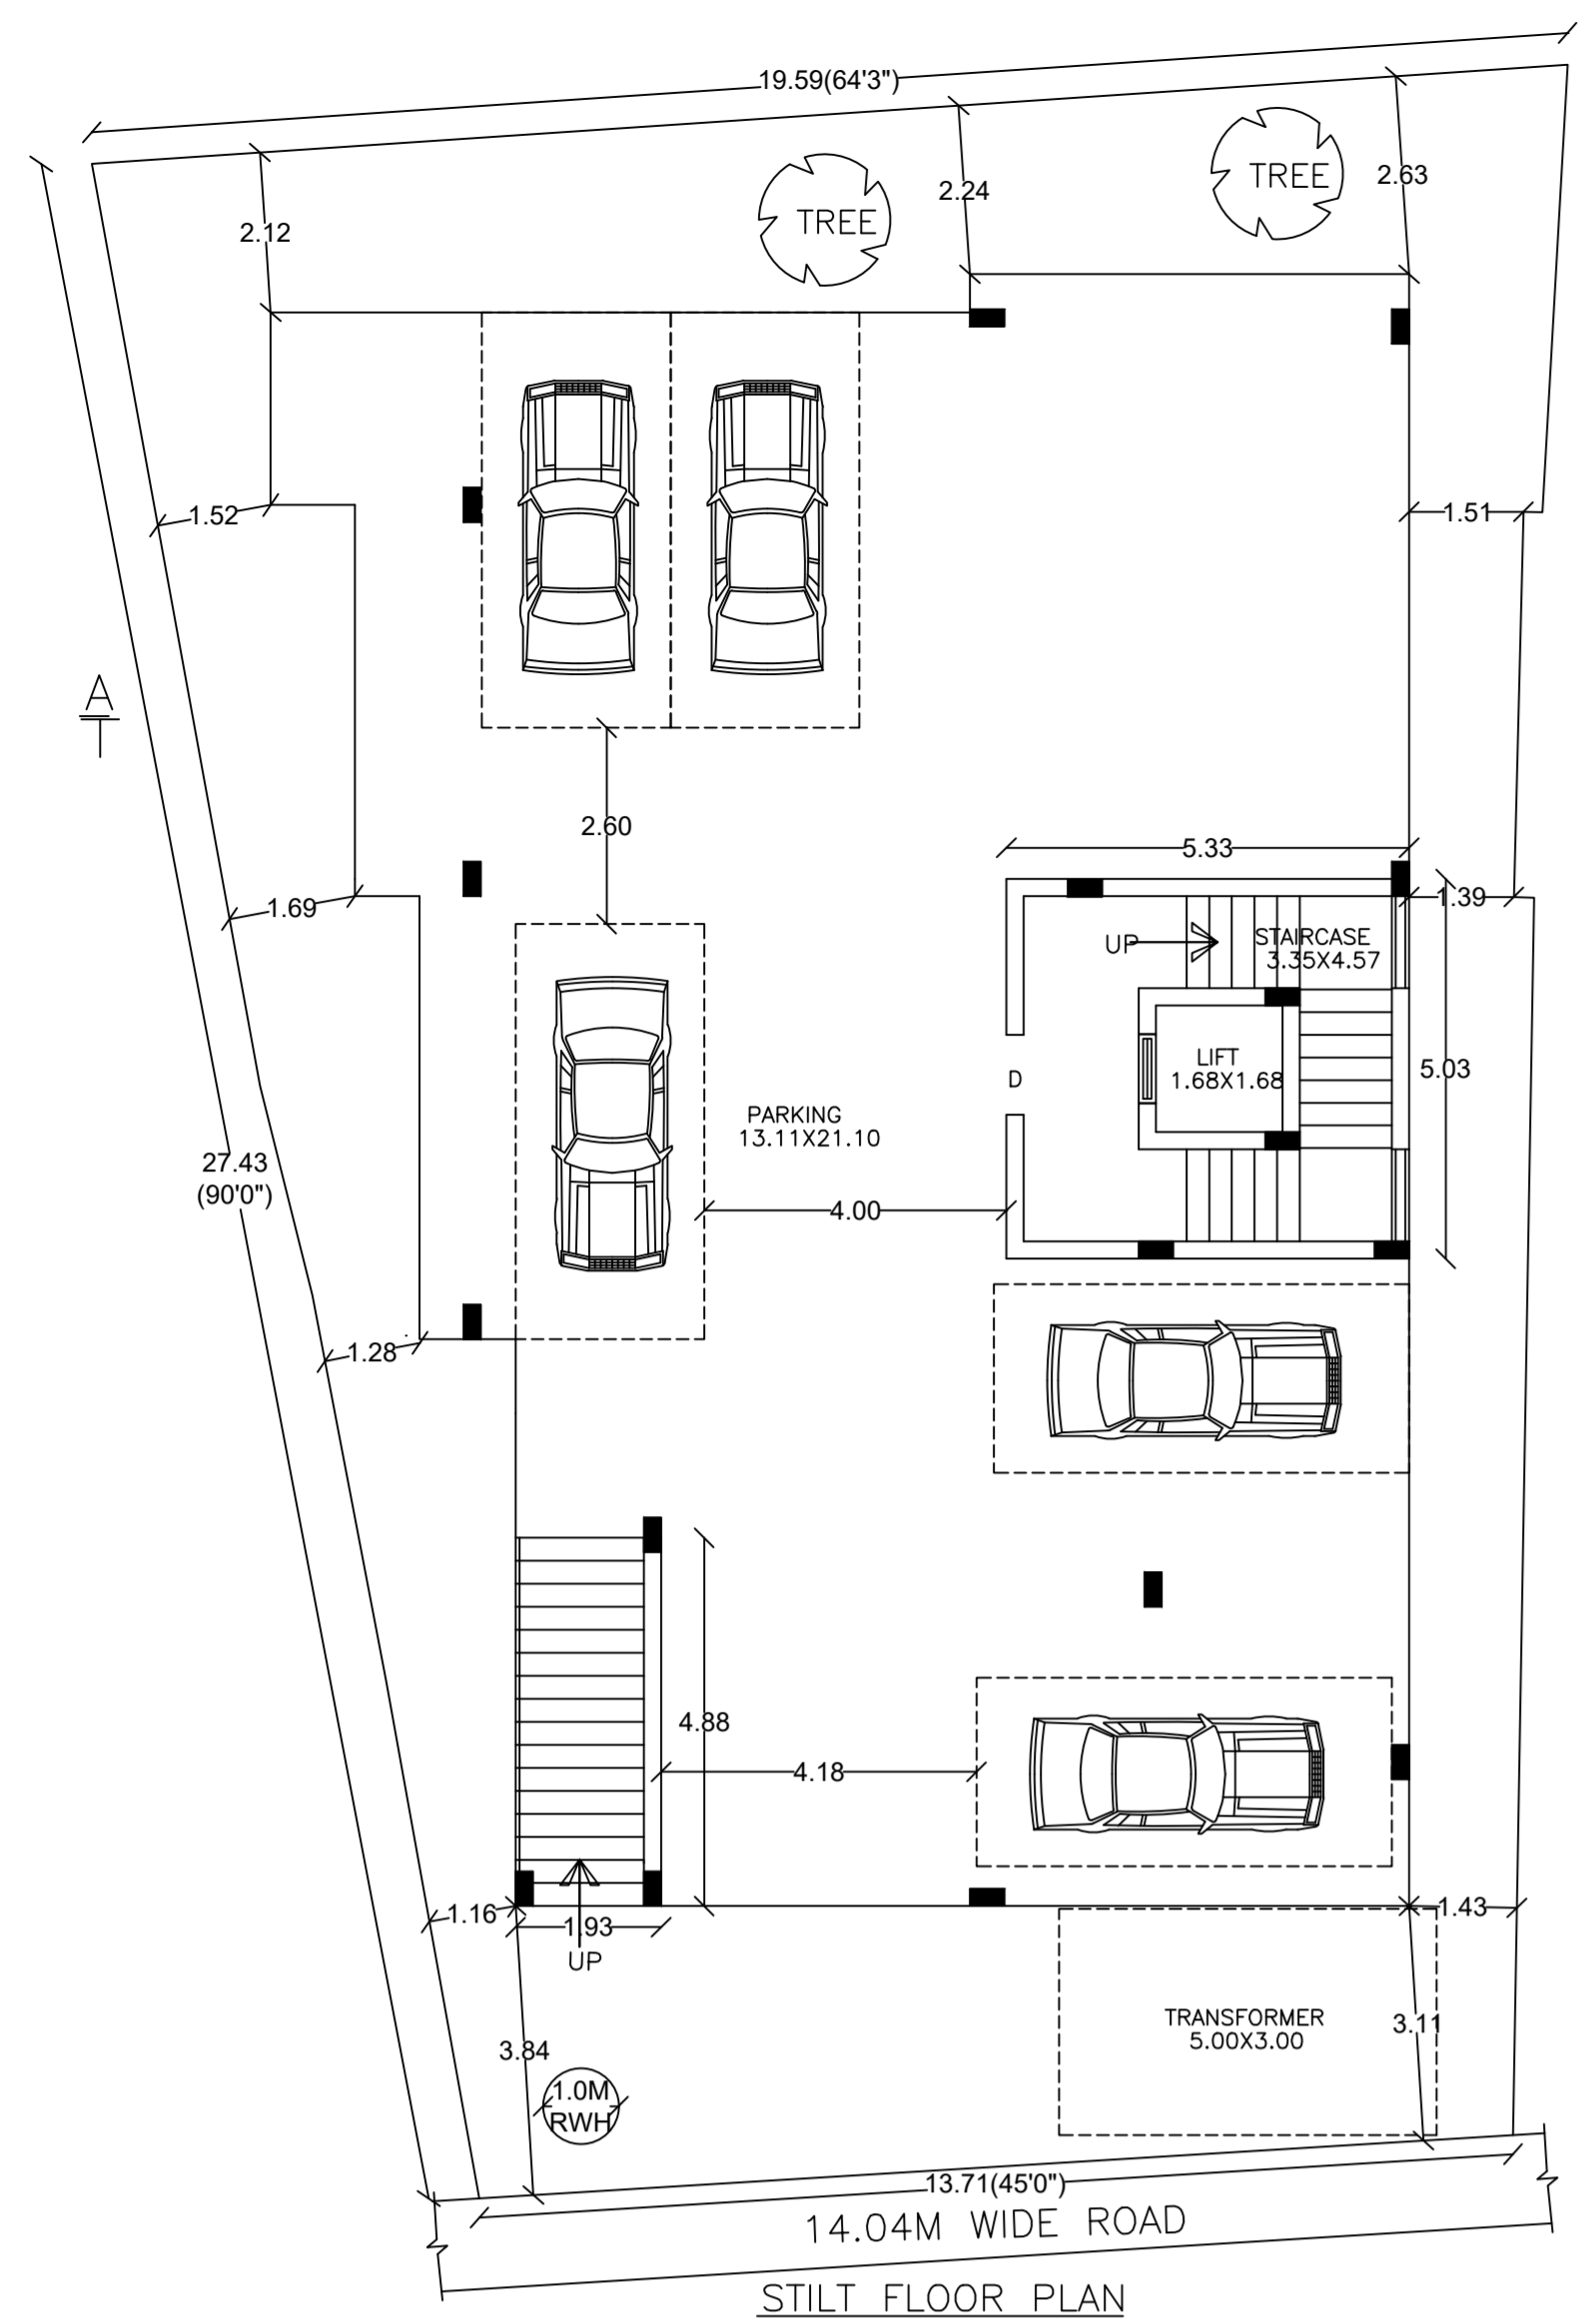 19.59(64'3")
TREE
2.63
2.24
TREE
2.12
1.52
1.51
A
2.60
5.33
1.69
1.39
UP
STAIRCASE
3.35X4.57
LIFT
1.68X1.68
5.03
D
PARKING
13.11X21.10
27.43
(90'0")
4.00
1.28
4.88
4.18
1.16
1.93
1.43
UP
TRANSFORMER
5.00X3.00
3.11
3.84
1.0M
RWH
13.71(45'0")
14.04M WIDE ROAD
STILT FLOOR PLAN